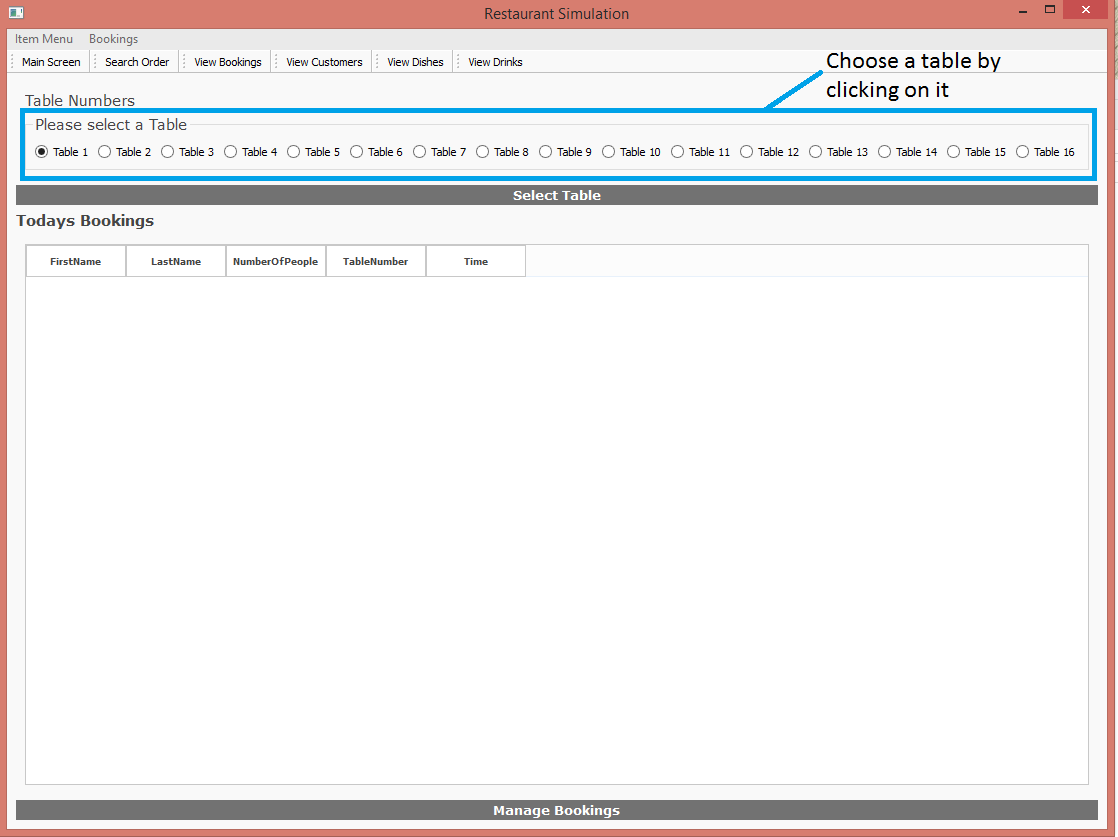 Restaurant Simulation
Item Menu Bookings
Main Screen Search Order View Bookings View Customers View Dishes View Drinks
Choose a table by
clicking on it
Table Numbers
Please select a Table
Table 1 Table 2 Table 3 Table 4 Table 5 Table 6 Table 7 Table 8 Table 9 Table 10 Table 11 Table 12 Table 13 Table 14 Table 15 Table 16
Select Table
Todays Bookings
FirstName LastName NumberOfPeople TableNumber Time
Manage Bookings